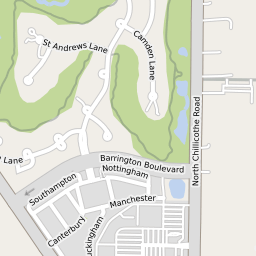 St Andrews Lane
Camden Lane
North Chillicothe Road
Lane
Barrington Boulevard
Nottingham
Southampton
Manchester
Canterbury
uckingham